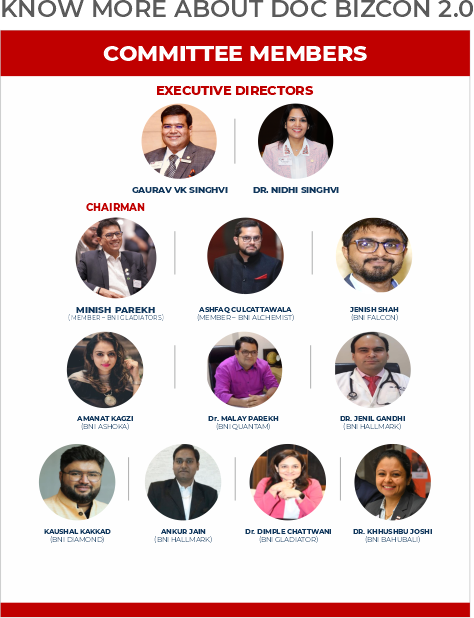 KNOW MORE ABOUT DOC BIZCON 2.0
COMMITTEE MEMBERS
EXECUTIVE DIRECTORS
GAURAV VK SINGHVI
DR. NIDHI SINGHVI
CHAIRMAN
MINISH PAREKH
(MEMBER – BNI GLADIATORS)
ASHFAQ CULCATTAWALA
(MEMBER – BNI ALCHEMIST)
JENISH SHAH
(BNI FALCON)
AMANAT KAGZI
(BNI ASHOKA)
Dr. MALAY PAREKH
(BNI QUANTAM)
DR. JENIL GANDHI
(BNI HALLMARK)
KAUSHAL KAKKAD
(BNI DIAMOND)
ANKUR JAIN
(BNI HALLMARK)
Dr. DIMPLE CHATTWANI
(BNI GLADIATOR)
DR. KHHUSHBU JOSHI
(BNI BAHUBALI)